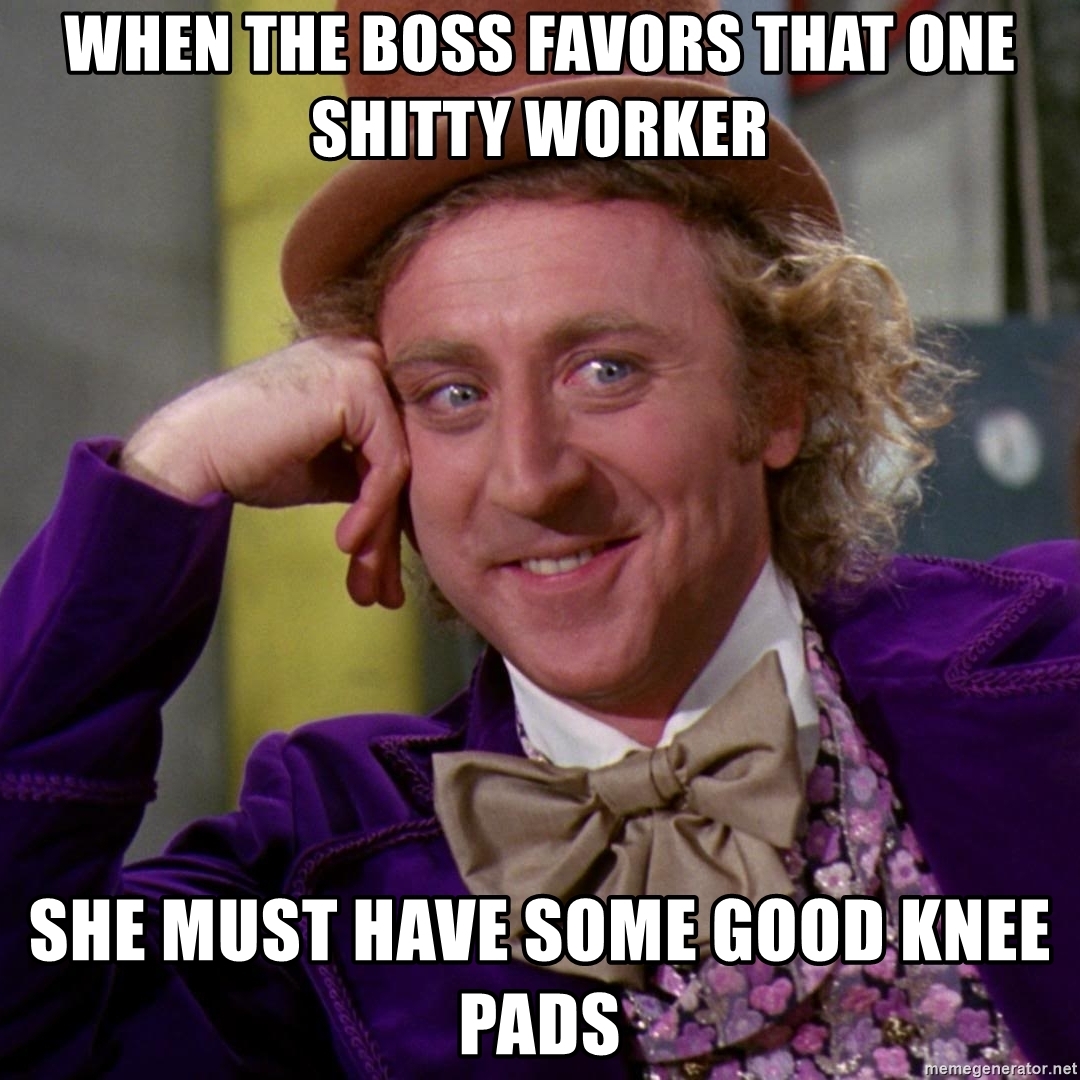 WHEN THE BOSS FAVORS THAT ONE
SHITTY WORKER
SHE MUST HAVE SOME GOOD KNEE
PADS
memegenerator.net